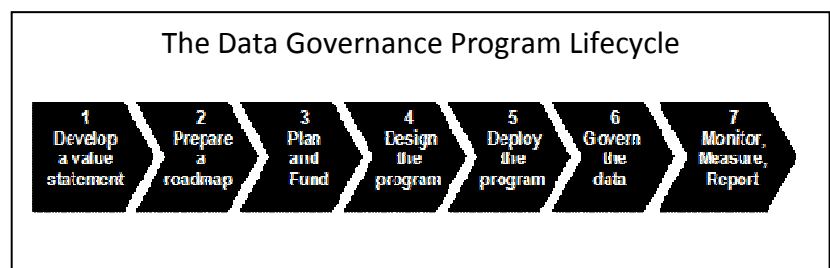 The Data Governance Program Lifecycle
1
Develop
a value
statement
2
Prepare
a
roadmap
3
Plan
and
Fund
4
Design
the
program
5
Deploy
the
program
6
Govern
the
data
7
Monitor,
Measure,
Report